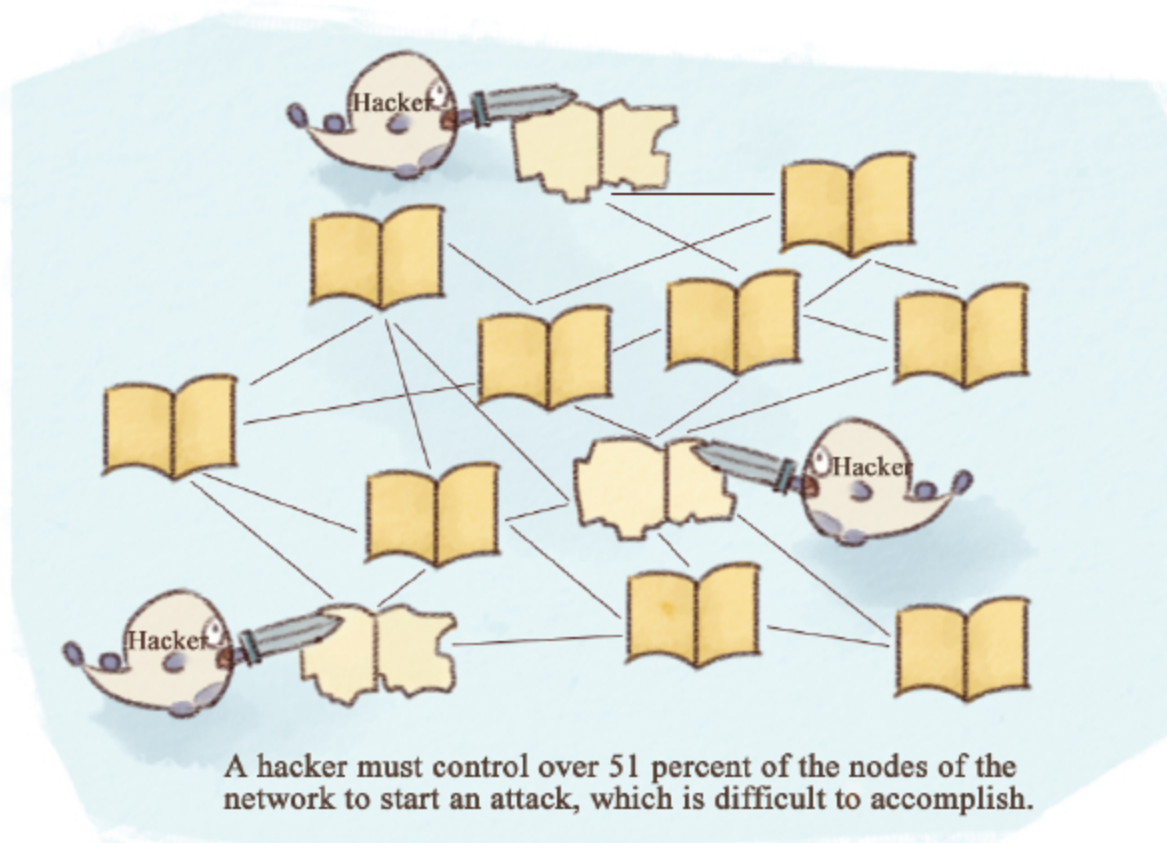 Hacker
Hacker
Hacker
A hacker must control over 51 percent of the nodes of the
network to start an attack, which is difficult to accomplish.